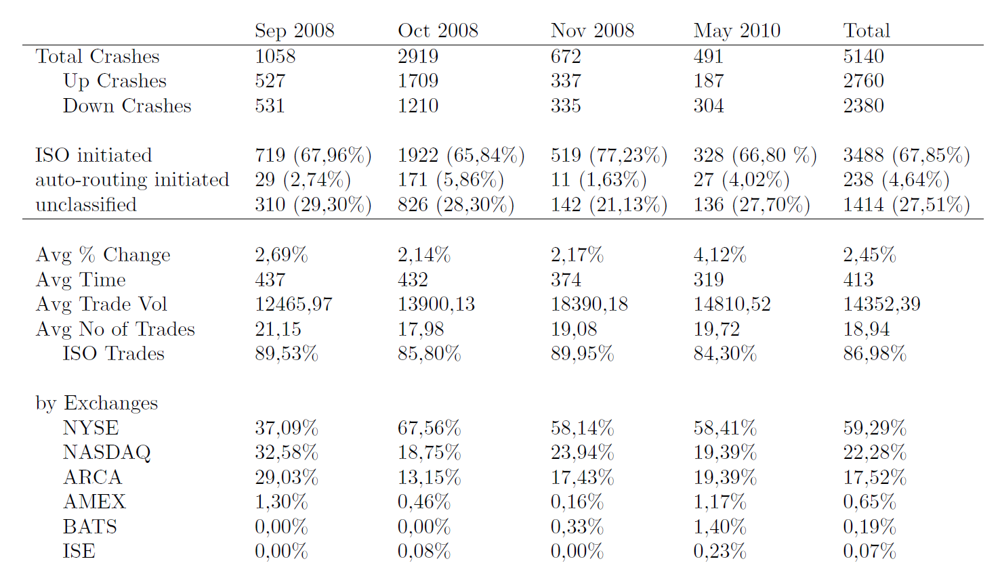 Sep 2008 Oct 2008 Nov 2008 May 2010 Total
Total Crashes 1058 2919 672 491 5140
Up Crashes 527 1709 337 187 2760
Down Crashes 531 1210 335 304 2380
ISO initiated 719 (67,96%) 1922 (65,84%) 519 (77,23%) 328 (66,80 %) 3488 (67,85%)
auto-routing initiated 29 (2,74%) 171 (5,86%) 11 (1,63%) 27 (4,02%) 238 (4,64%)
unclassified 310 (29,30%) 826 (28,30%) 142 (21,13%) 136 (27,70%) 1414 (27,51%)
Avg % Change 2,69% 2,14% 2,17% 4,12% 2,45%
Avg Time 437 432 374 319 413
Avg Trade Vol 12465,97 13900,13 18390,18 14810,52 14352,39
Avg No of Trades 21,15 17,98 19,08 19,72 18,94
ISO Trades 89,53% 85,80% 89,95% 84,30% 86,98%
by Exchanges
NYSE 37,09% 67,56% 58,14% 58,41% 59,29%
NASDAQ 32,58% 18,75% 23,94% 19,39% 22,28%
ARCA 29,03% 13,15% 17,43% 19,39% 17,52%
AMEX 1,30% 0,46% 0,16% 1,17% 0,65%
BATS 0,00% 0,00% 0,33% 1,40% 0,19%
ISE 0,00% 0,08% 0,00% 0,23% 0,07%